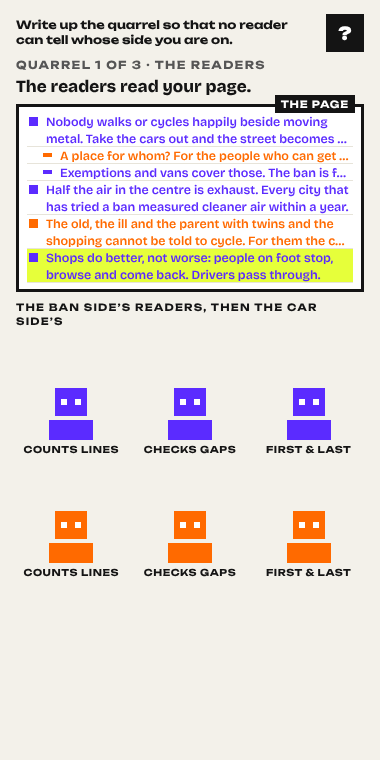 Write up the quarrel so that no reader
can tell whose side you are on.
?
QUARREL 1 OF 3 · THE READERS
The readers read your page.
THE PAGE
Nobody walks or cycles happily beside moving
metal. Take the cars out and the street becomes ...
A place for whom? For the people who can get ...
Exemptions and vans cover those. The ban is f...
Half the air in the centre is exhaust. Every city that
has tried a ban measured cleaner air within a year.
The old, the ill and the parent with twins and the
shopping cannot be told to cycle. For them the c...
Shops do better, not worse: people on foot stop,
browse and come back. Drivers pass through.
THE BAN SIDE'S READERS, THEN THE CAR
SIDE'S
COUNTS LINES CHECKS GAPS FIRST & LAST
COUNTS LINES CHECKS GAPS FIRST & LAST